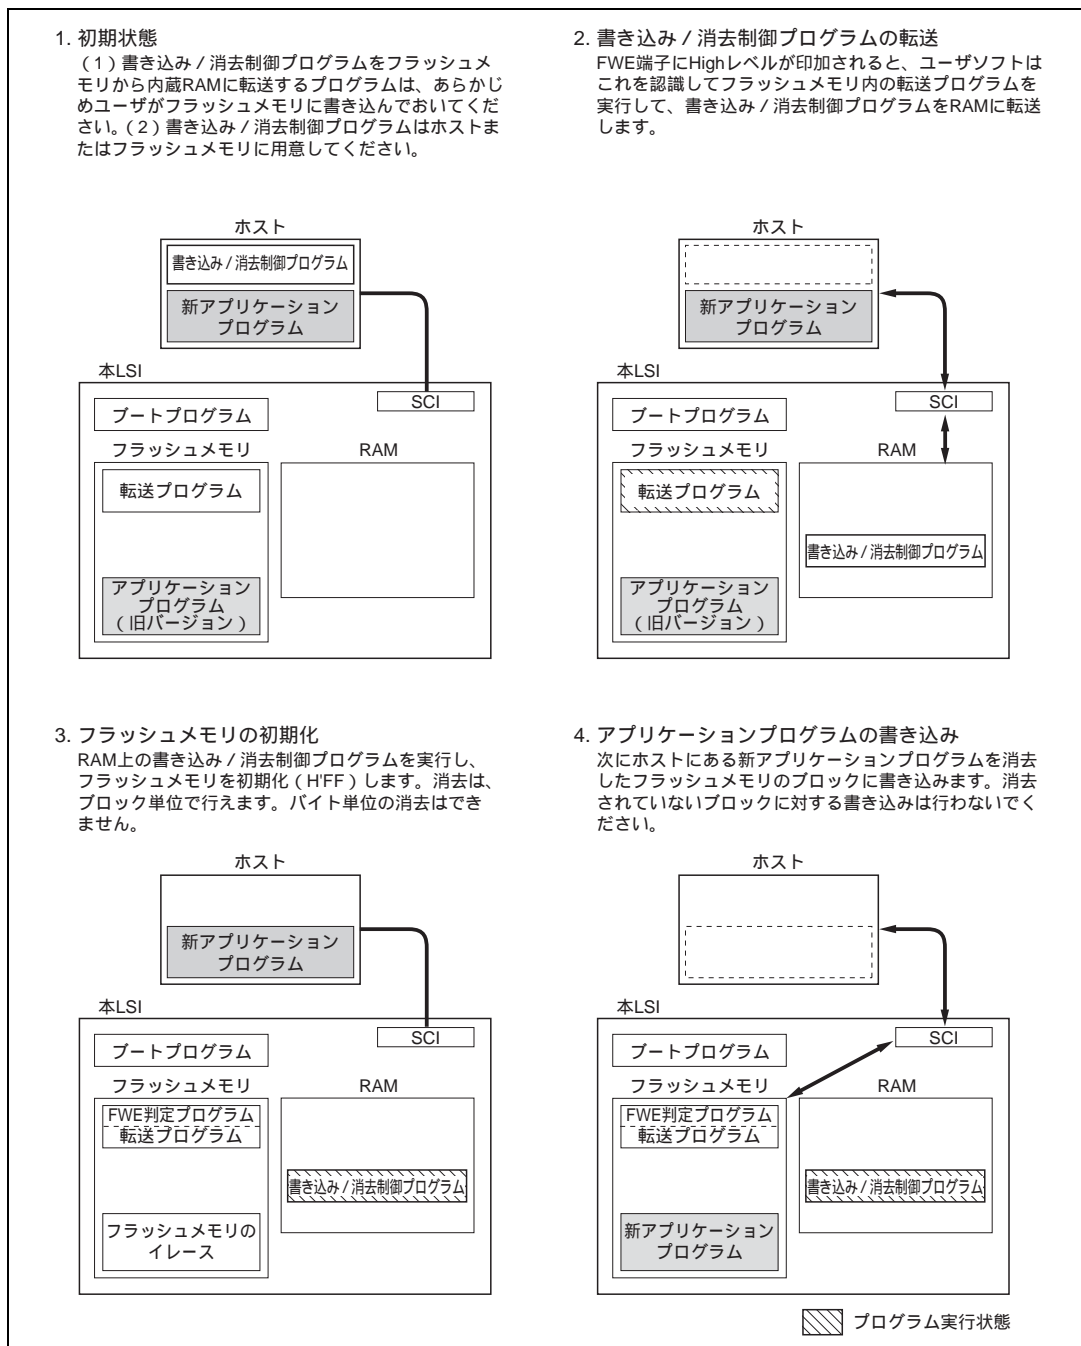 1. 初期状態
（1）書き込み / 消去制御プログラムをフラッシュメ
モリから内蔵RAMに転送するプログラムは、あらかじ
めユーザがフラッシュメモリに書き込んでおいてくだ
さい。（2）書き込み / 消去制御プログラムはホストま
たはフラッシュメモリに用意してください。
ホスト
書き込み / 消去制御プログラム
新アプリケーション
プログラム
本LSI
SCI
ブートプログラム
フラッシュメモリ
RAM
転送プログラム
アプリケーション
プログラム
（旧バージョン）
2. 書き込み / 消去制御プログラムの転送
FWE端子にHighレベルが印加されると、ユーザソフトは
これを認識してフラッシュメモリ内の転送プログラムを
実行して、書き込み / 消去制御プログラムをRAMに転送
します。
ホスト
新アプリケーション
プログラム
本LSI
SCI
ブートプログラム
フラッシュメモリ
RAM
転送プログラム
書き込み / 消去制御プログラム
アプリケーション
プログラム
（旧バージョン）
3. フラッシュメモリの初期化
RAM上の書き込み / 消去制御プログラムを実行し、
フラッシュメモリを初期化（H'FF）します。消去は、
ブロック単位で行えます。バイト単位の消去はでき
ません。
ホスト
新アプリケーション
プログラム
本LSI
SCI
ブートプログラム
フラッシュメモリ
RAM
FWE判定プログラム
転送プログラム
書き込み / 消去制御プログラム
フラッシュメモリの
イレース
4. アプリケーションプログラムの書き込み
次にホストにある新アプリケーションプログラムを消去
したフラッシュメモリのブロックに書き込みます。消去
されていないブロックに対する書き込みは行わないでく
ださい。
ホスト
本LSI
SCI
ブートプログラム
フラッシュメモリ
RAM
FWE判定プログラム
転送プログラム
書き込み / 消去制御プログラム
新アプリケーション
プログラム
プログラム実行状態